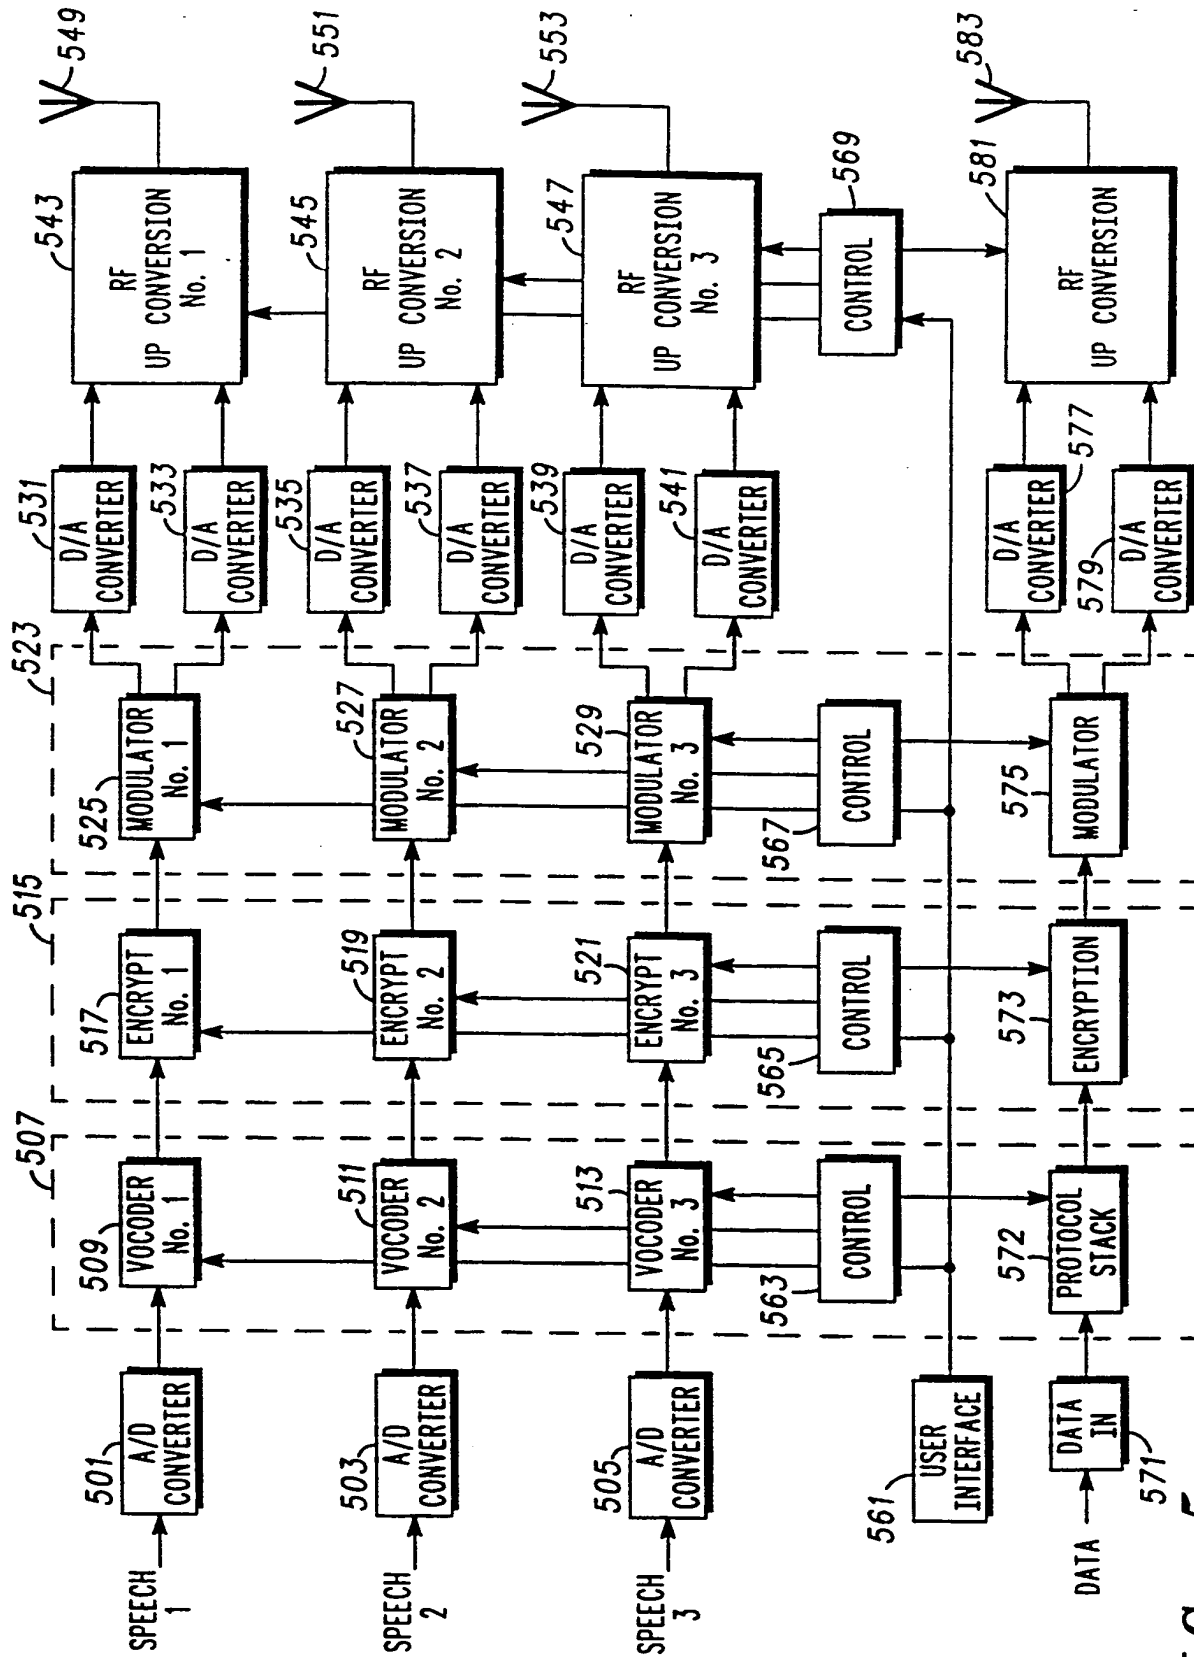 SPEECH
1
501
A/D
CONVERTER
507
509
VOCODER
No. 1
515
517
ENCRYPT
No. 1
523
525
MODULATOR
No. 1
531
D/A
CONVERTER
533
D/A
CONVERTER
543
RF
UP CONVERSION
No. 1
549
SPEECH
2
503
A/D
CONVERTER
511
VOCODER
No. 2
519
ENCRYPT
No. 2
527
MODULATOR
No. 2
535
D/A
CONVERTER
537
D/A
CONVERTER
545
RF
UP CONVERSION
No. 2
551
SPEECH
3
505
A/D
CONVERTER
513
VOCODER
No. 3
521
ENCRYPT
No. 3
529
MODULATOR
No. 3
539
D/A
CONVERTER
541
D/A
CONVERTER
547
RF
UP CONVERSION
No. 3
553
563
CONTROL
565
CONTROL
567
CONTROL
569
CONTROL
561
USER
INTERFACE
DATA
571
DATA
IN
572
PROTOCOL
STACK
573
ENCRYPTION
575
MODULATOR
577
D/A
CONVERTER
579
D/A
CONVERTER
581
RF
UP CONVERSION
583